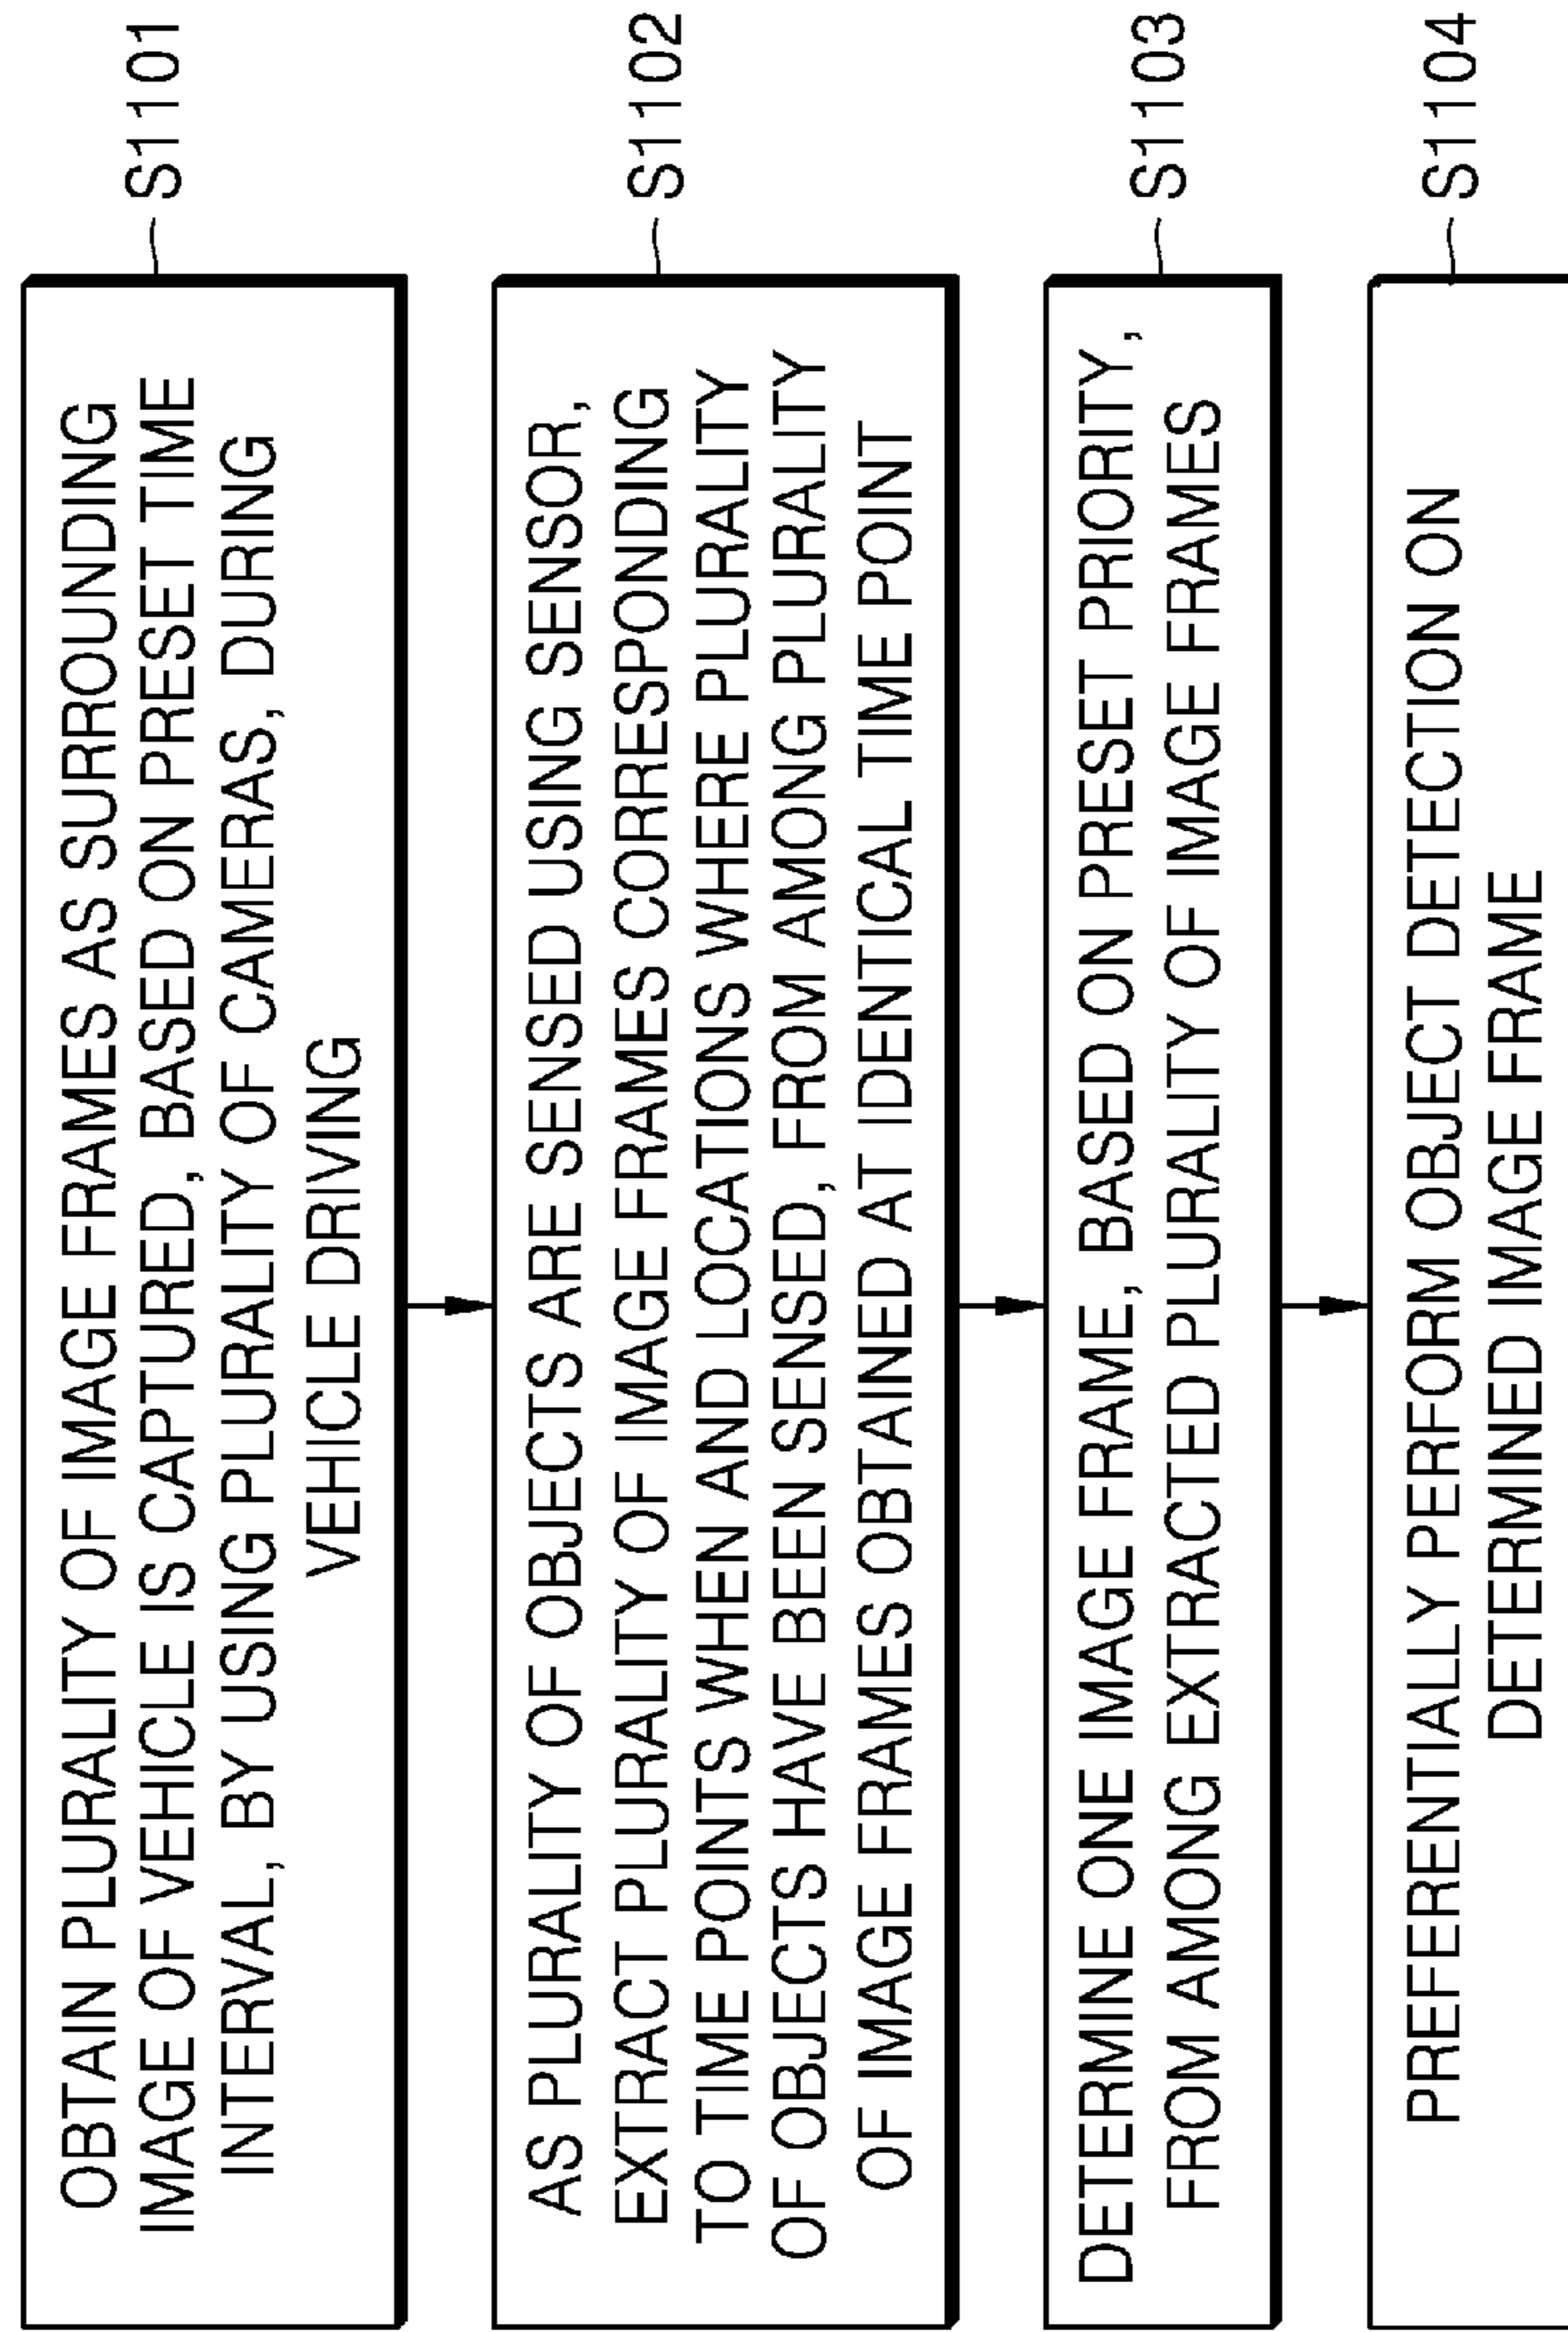 OBTAIN PLURALITY OF IMAGE FRAMES AS SURROUNDING
IMAGE OF VEHICLE IS CAPTURED, BASED ON PRESET TIME
INTERVAL, BY USING PLURALITY OF CAMERAS, DURING
VEHICLE DRIVING
S1101
AS PLURALITY OF OBJECTS ARE SENSED USING SENSOR,
EXTRACT PLURALITY OF IMAGE FRAMES CORRESPONDING
TO TIME POINTS WHEN AND LOCATIONS WHERE PLURALITY
OF OBJECTS HAVE BEEN SENSED, FROM AMONG PLURALITY
OF IMAGE FRAMES OBTAINED AT IDENTICAL TIME POINT
S1102
DETERMINE ONE IMAGE FRAME, BASED ON PRESET PRIORITY,
FROM AMONG EXTRACTED PLURALITY OF IMAGE FRAMES
S1103
PREFERENTIALLY PERFORM OBJECT DETECTION ON
DETERMINED IMAGE FRAME
S1104